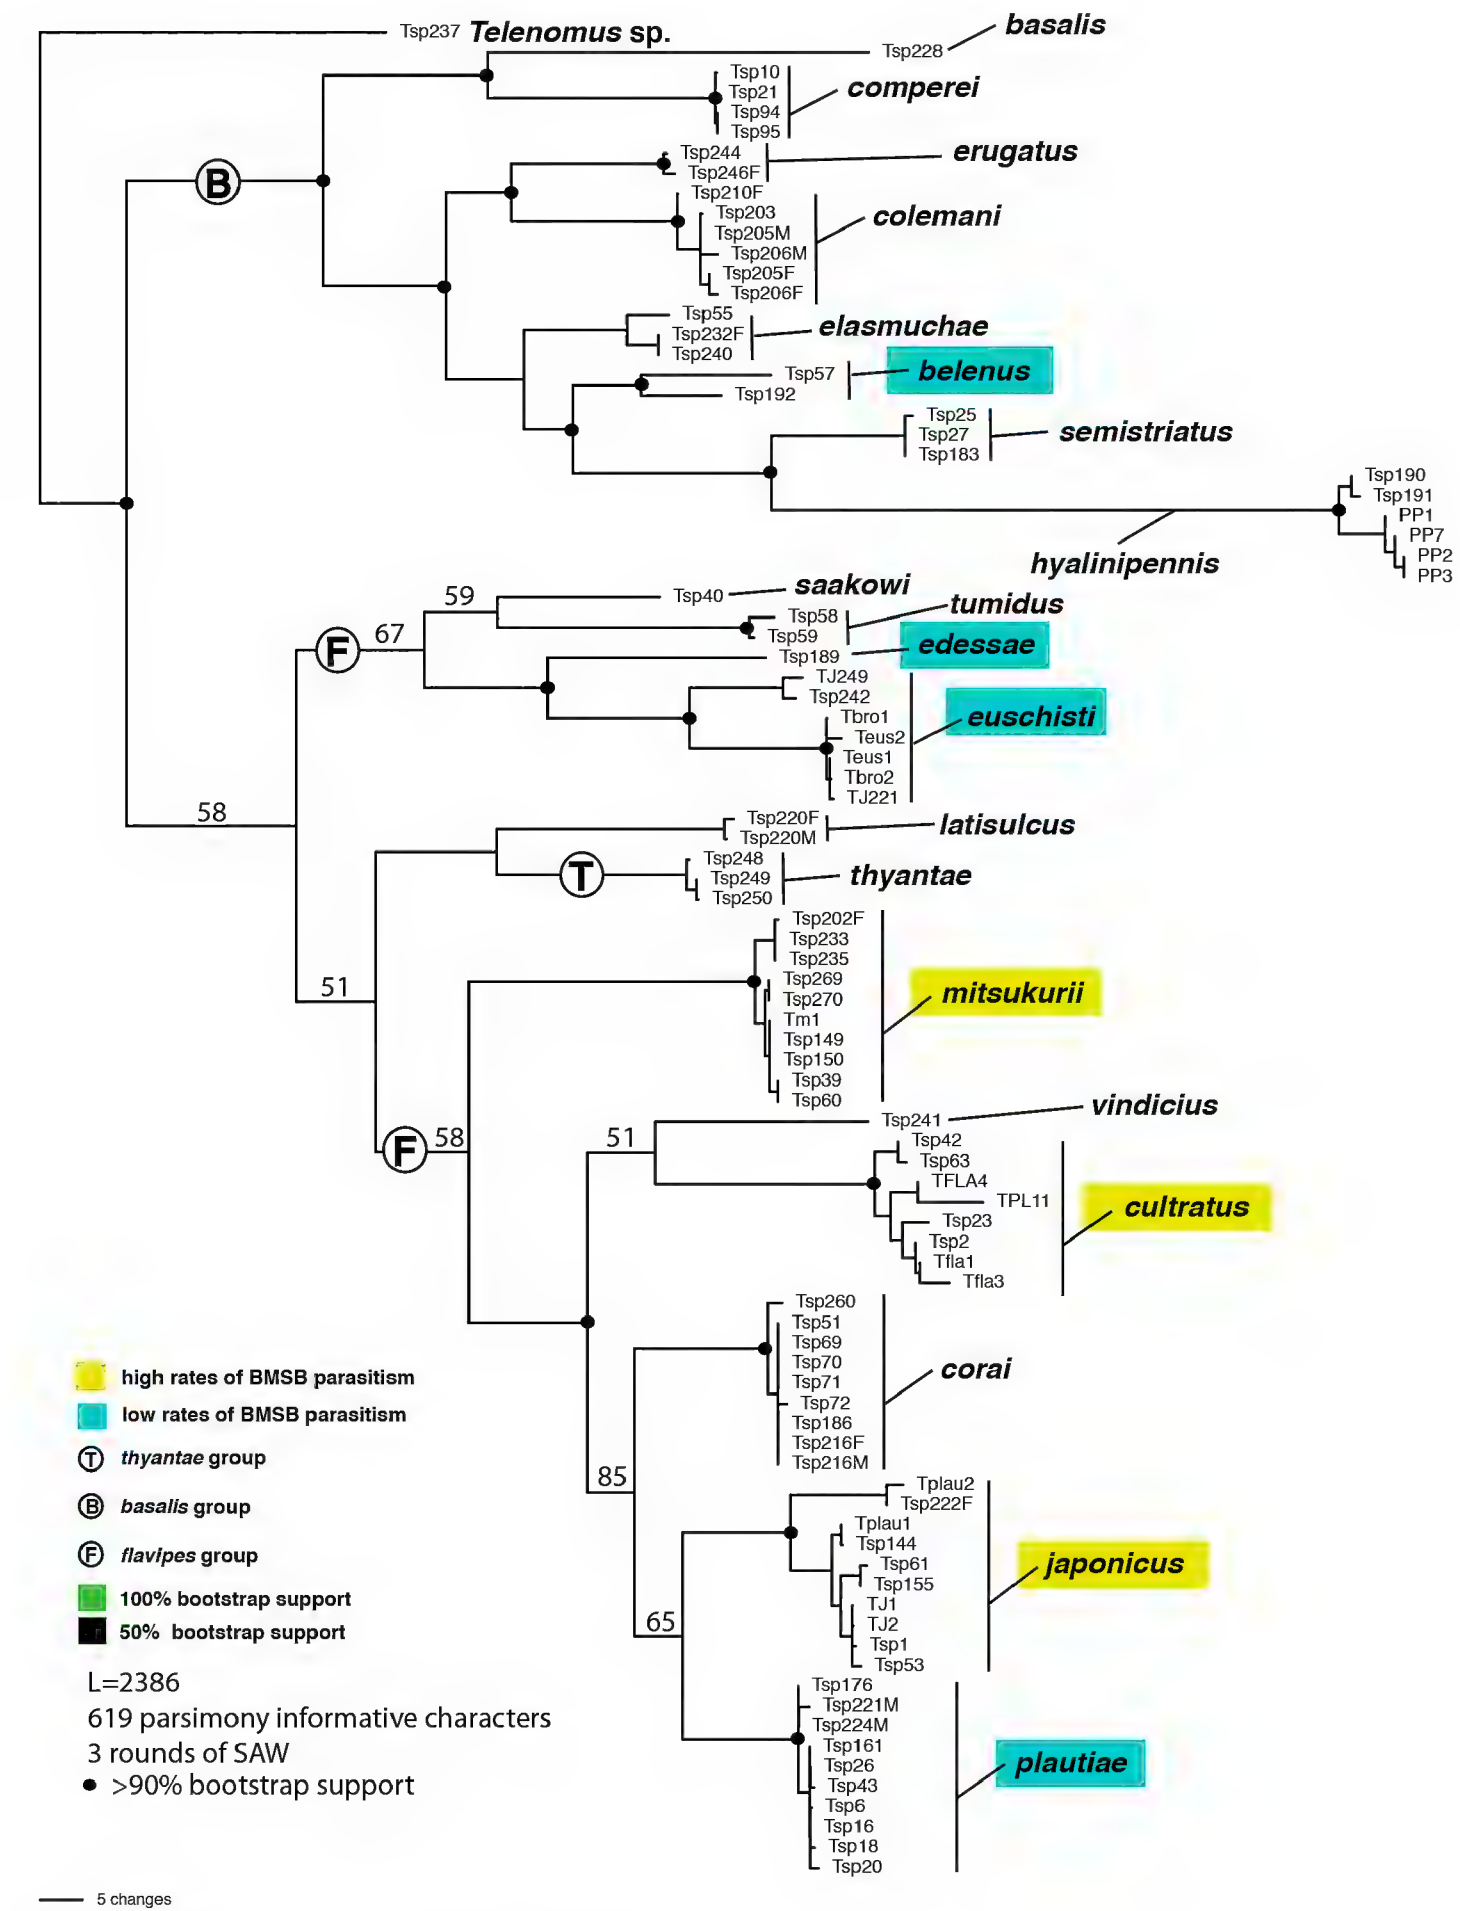 Tsp237 Telenomus sp.
basalis
Tsp228
Tsp10
Tsp21
comperei
Tsp94
Tsp95
Tsp244
erugatus
Tsp246F
B
Tsp210F
Tsp203
colemani
Tsp205M
Tsp206M
Tsp205F
Tsp206F
Tsp55
elasmuchae
Tsp232F
Tsp240
Tsp57
belenus
Tsp192
Tsp25
Tsp27
semistriatus
Tsp183
Tsp190
Tsp191
PP1
PP7
PP2
PP3
hyalinipennis
59
Tsp40
saakowi
Tsp58
tumidus
Tsp59
F
67
edessae
Tsp189
TJ249
Tsp242
Tbro1
euschisti
Teus2
Teus1
Tbro2
TJ221
58
Tsp220F
latisulcus
Tsp220M
T
Tsp248
Tsp249
thyantae
Tsp250
Tsp202F
Tsp233
Tsp235
51
Tsp269
mitsukurii
Tsp270
Tm1
Tsp149
Tsp150
Tsp39
Tsp60
vindicius
Tsp241
F
58
51
Tsp42
Tsp63
TFLA4
TPL11
cultratus
Tsp23
Tsp2
Tfla1
Tfla3
Tsp260
Tsp51
Tsp69
Tsp70
corai
Tsp71
Tsp72
Tsp186
Tsp216F
Tsp216M
85
Tplau2
Tsp222F
Tplau1
Tsp144
japonicus
Tsp61
Tsp155
TJ1
65
TJ2
Tsp1
Tsp53
Tsp176
Tsp221M
Tsp224M
Tsp161
plautiae
Tsp26
Tsp43
Tsp6
Tsp16
Tsp18
Tsp20
high rates of BMSB parasitism
low rates of BMSB parasitism
T thyantae group
B basalis group
F flavipes group
100% bootstrap support
50% bootstrap support
L=2386
619 parsimony informative characters
3 rounds of SAW
>90% bootstrap support
5 changes